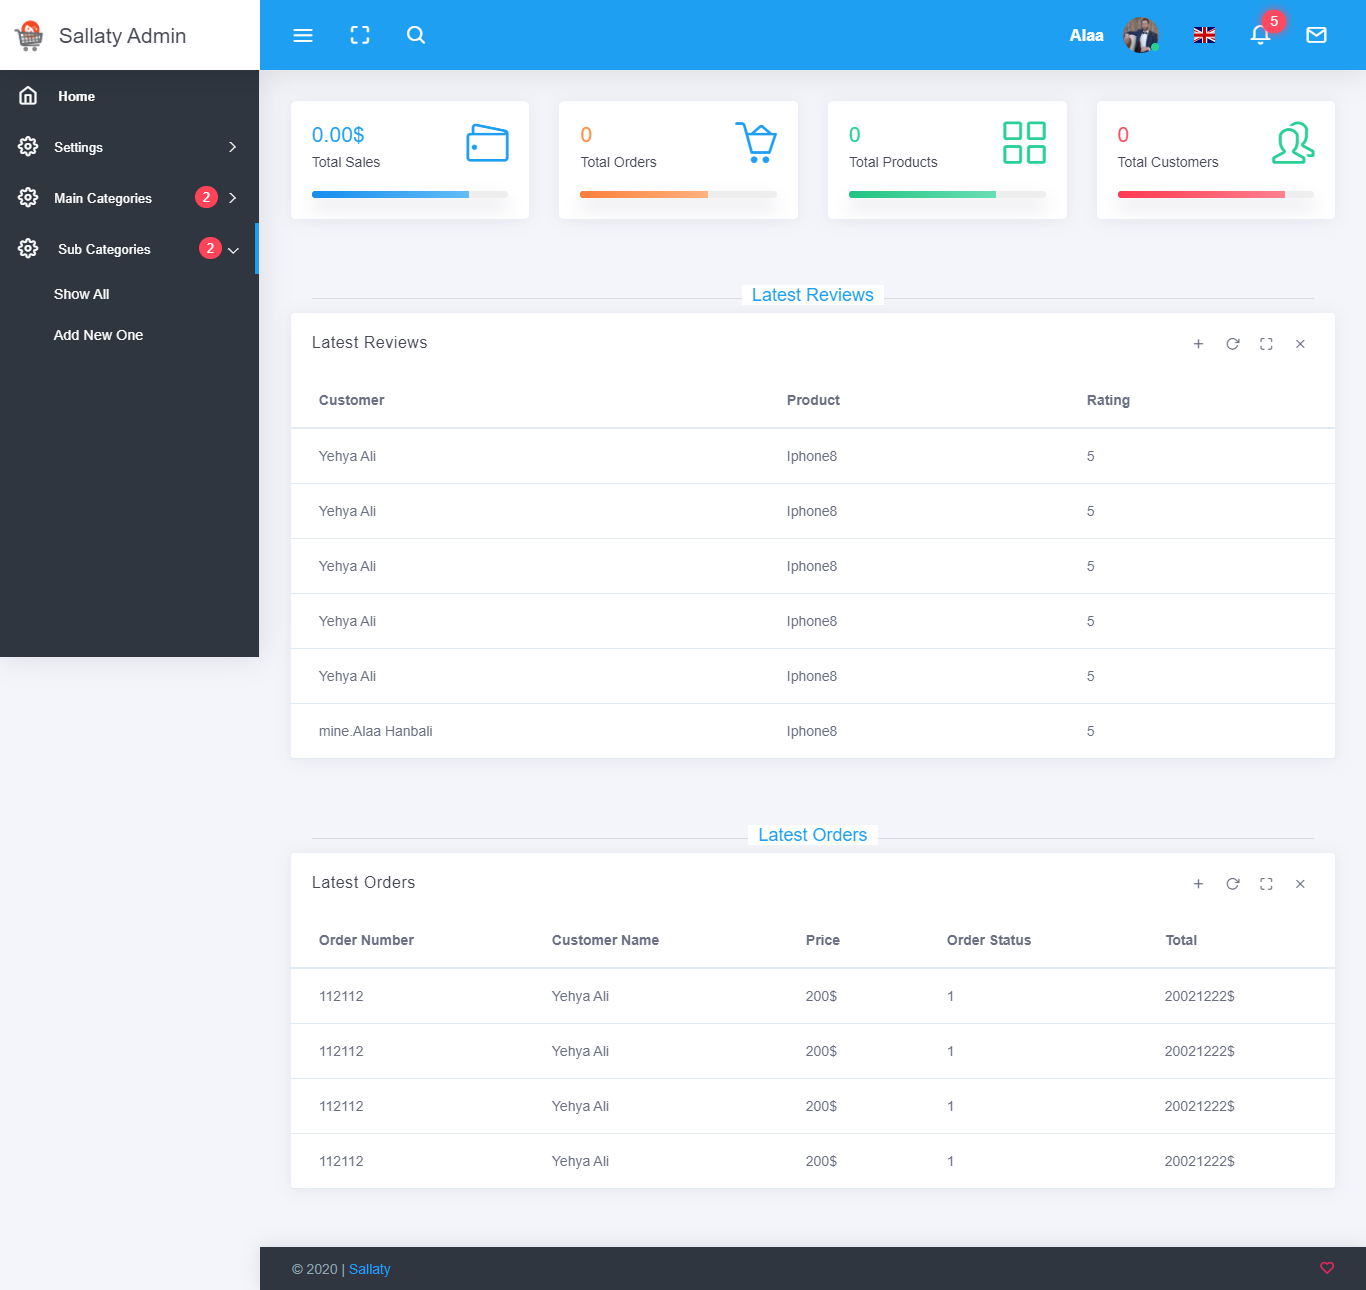 Sallaty Admin
Alaa
5
Home
Settings
Main Categories 2
Sub Categories 2
Show All
Add New One
0.00$
Total Sales
0
Total Orders
0
Total Products
0
Total Customers
Latest Reviews
Latest Reviews
Customer Product Rating
Yehya Ali Iphone8 5
Yehya Ali Iphone8 5
Yehya Ali Iphone8 5
Yehya Ali Iphone8 5
Yehya Ali Iphone8 5
mine.Alaa Hanbali Iphone8 5
Latest Orders
Latest Orders
Order Number Customer Name Price Order Status Total
112112 Yehya Ali 200$ 1 20021222$
112112 Yehya Ali 200$ 1 20021222$
112112 Yehya Ali 200$ 1 20021222$
112112 Yehya Ali 200$ 1 20021222$
© 2020 | Sallaty